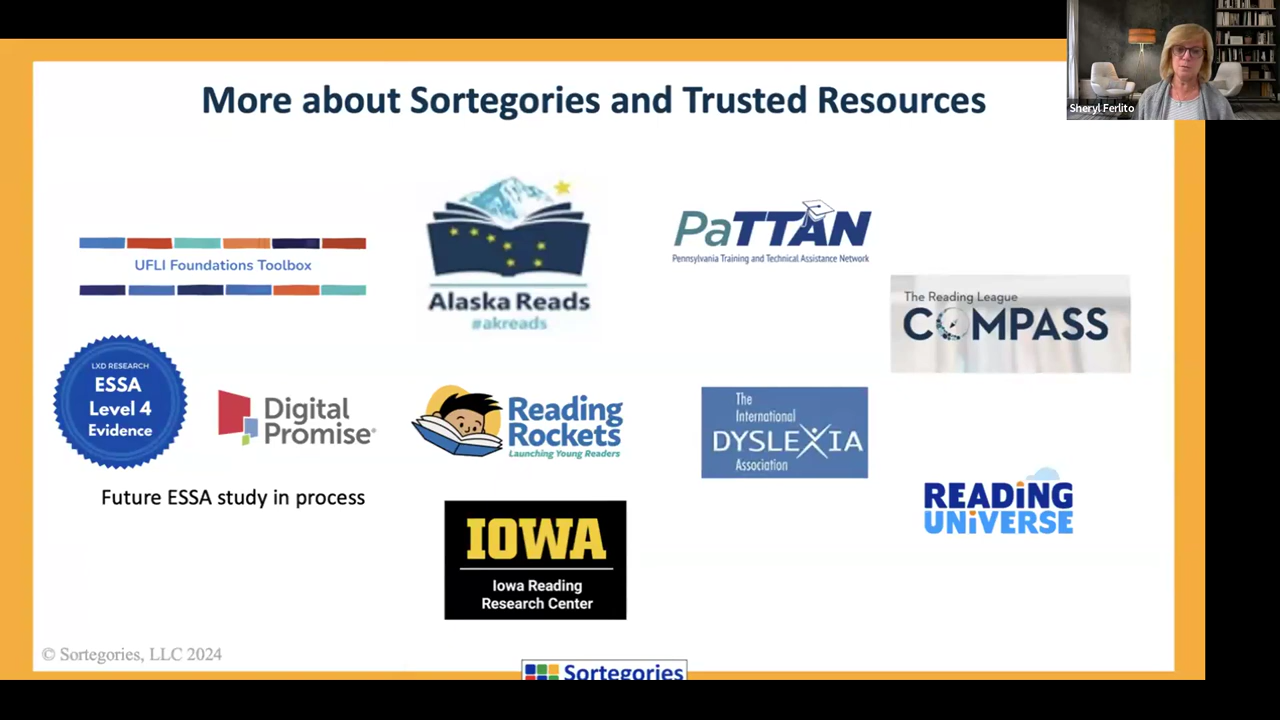 More about Sortegories and Trusted Resources
Sheryl Ferlito
UFLI Foundations Toolbox
Alaska Reads
#akreads
PaTTAN
Pennsylvania Training and Technical Assistance Network
The Reading League
COMPASS
LXD RESEARCH
ESSA
Level 4
Evidence
Digital
Promise®
Reading
Rockets
Launching Young Readers
The
International
DYSLEXIA
Association
READiNG
UNiVERSE
Future ESSA study in process
IOWA
Iowa Reading
Research Center
© Sortegories, LLC 2024
Sortegories